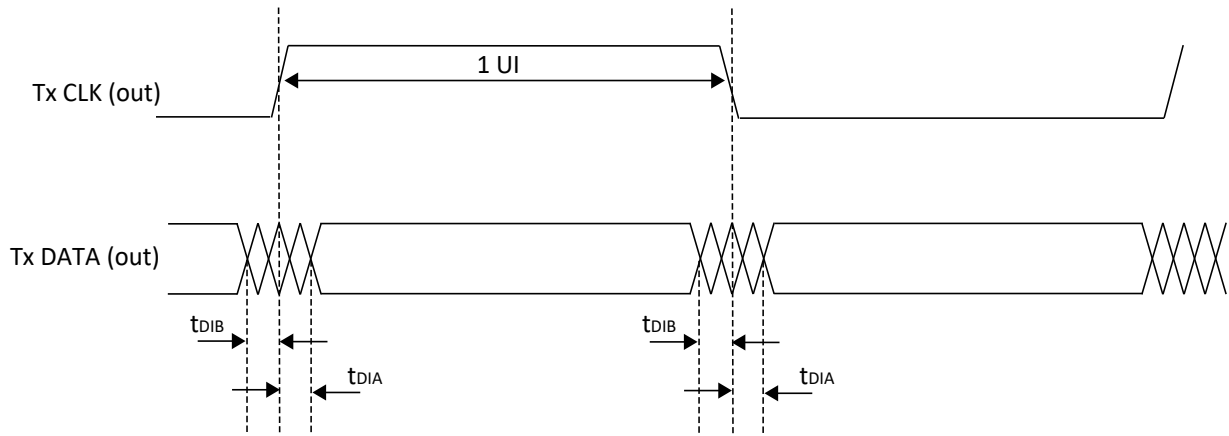 1 UI
Tx CLK (out)
Tx DATA (out)
tDIB
tDIB
tDIA
tDIA